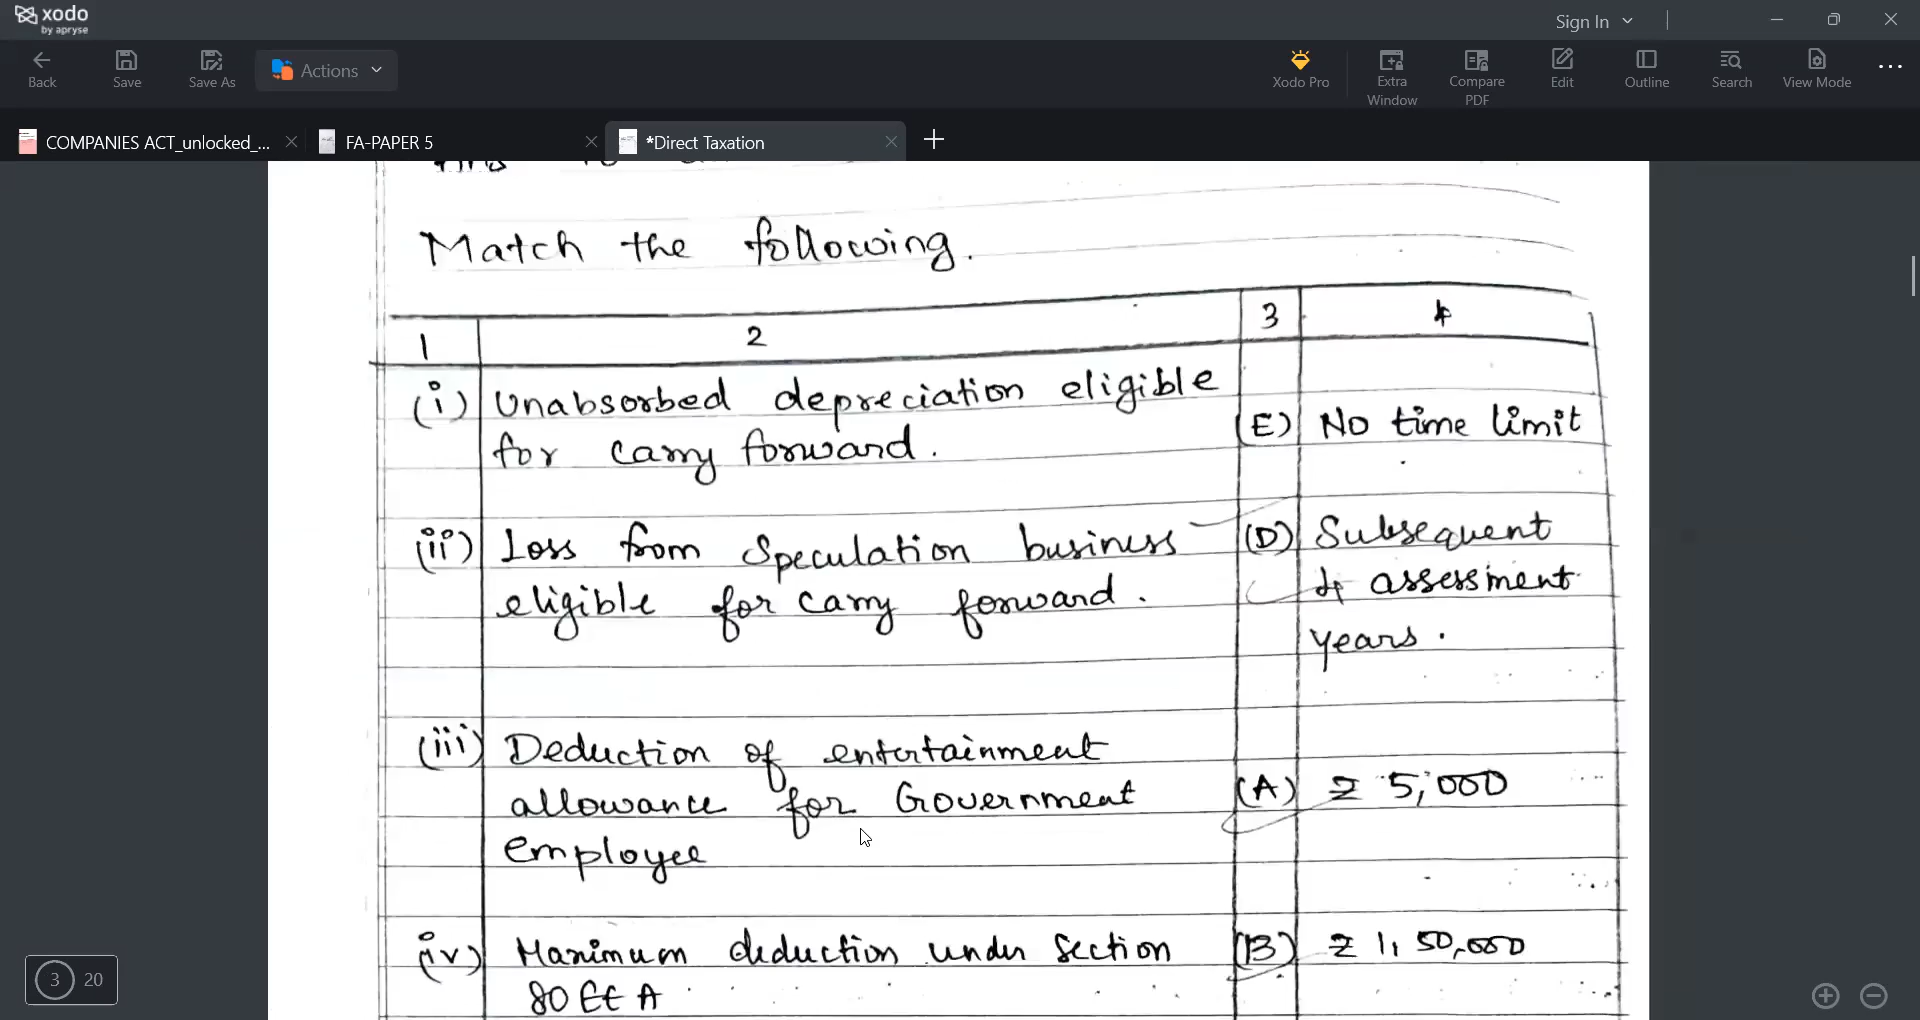 xodo
by apryse
Sign In
Back
Save
Save As
Actions
Xodo Pro
Extra Window
Compare PDF
Edit
Outline
Search
View Mode
COMPANIES ACT_unlocked_...
FA-PAPER 5
*Direct Taxation
Match the following.
1 2 3 4
(i) Unabsorbed depreciation eligible
for carry forward.
(E) No time limit
(ii) Loss from speculation business
eligible for carry forward.
(D) Subsequent
4 assessment
years.
(iii) Deduction of entertainment
allowance for Government
employee
(A) ₹ 5,000
(iv) Maximum deduction under section
80 EEA
(B) ₹ 1,50,000
3 20